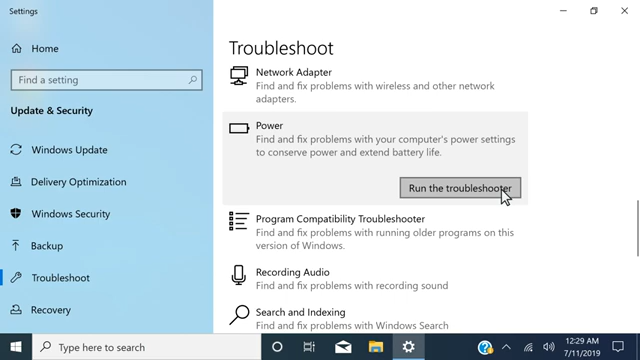 Settings
Home
Find a setting
Update & Security
Windows Update
Delivery Optimization
Windows Security
Backup
Troubleshoot
Recovery
Troubleshoot
Network Adapter
Find and fix problems with wireless and other network
adapters.
Power
Find and fix problems with your computer's power settings
to conserve power and extend battery life.
Run the troubleshooter
Program Compatibility Troubleshooter
Find and fix problems with running older programs on this
version of Windows.
Recording Audio
Find and fix problems with recording sound
Search and Indexing
Find and fix problems with Windows Search
Type here to search
12:29 AM
7/11/2019